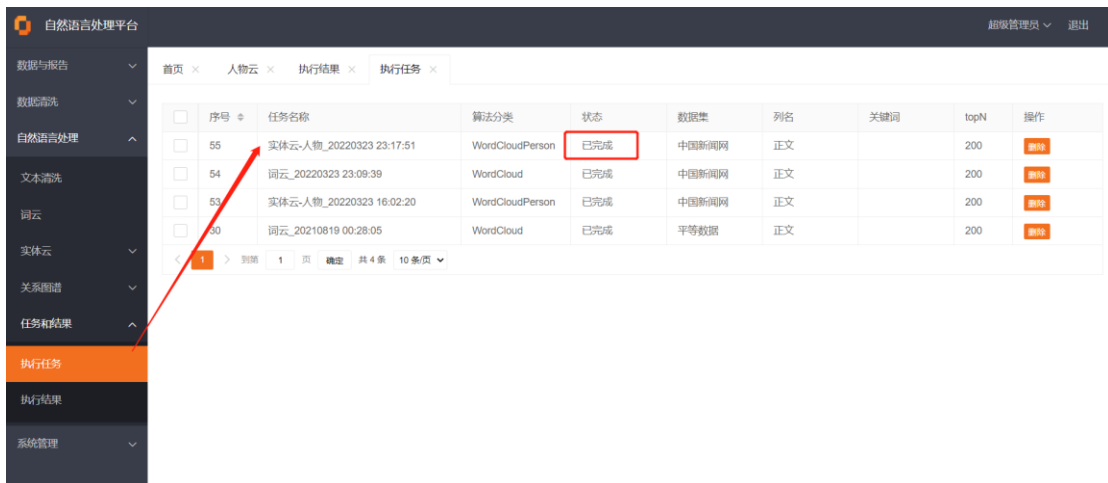 自然语言处理平台 超级管理员 退出
数据与报告
数据清洗
自然语言处理
文本清洗
词云
实体云
关系图谱
任务和结果
执行任务
执行结果
系统管理
首页 人物云 执行结果 执行任务
序号 任务名称 算法分类 状态 数据集 列名 关键词 topN 操作
55 实体云-人物_20220323 23:17:51 WordCloudPerson 已完成 中国新闻网 正文 200 删除
54 词云_20220323 23:09:39 WordCloud 已完成 中国新闻网 正文 200 删除
53 实体云-人物_20220323 16:02:20 WordCloudPerson 已完成 中国新闻网 正文 200 删除
30 词云_20210819 00:28:05 WordCloud 已完成 平等数据 正文 200 删除
1 到第 1 页 确定 共 4 条 10 条/页